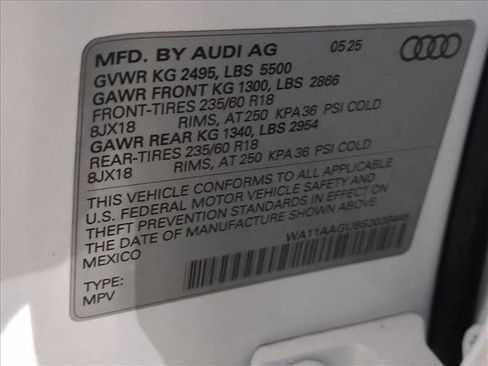 MFD. BY AUDI AG 05 25
GVWR KG 2495, LBS 5500
GAWR FRONT KG 1300, LBS 2866
FRONT-TIRES 235/60 R18
8JX18 RIMS, AT 250 KPA 36 PSI COLD
GAWR REAR KG 1340, LBS 2954
REAR-TIRES 235/60 R18
8JX18 RIMS, AT 250 KPA 36 PSI COLD
THIS VEHICLE CONFORMS TO ALL APPLICABLE
U.S. FEDERAL MOTOR VEHICLE SAFETY AND
THEFT PREVENTION STANDARDS IN EFFECT ON
THE DATE OF MANUFACTURE SHOWN ABOVE.
MEXICO
WA11AAGU8S2039446
TYPE:
MPV